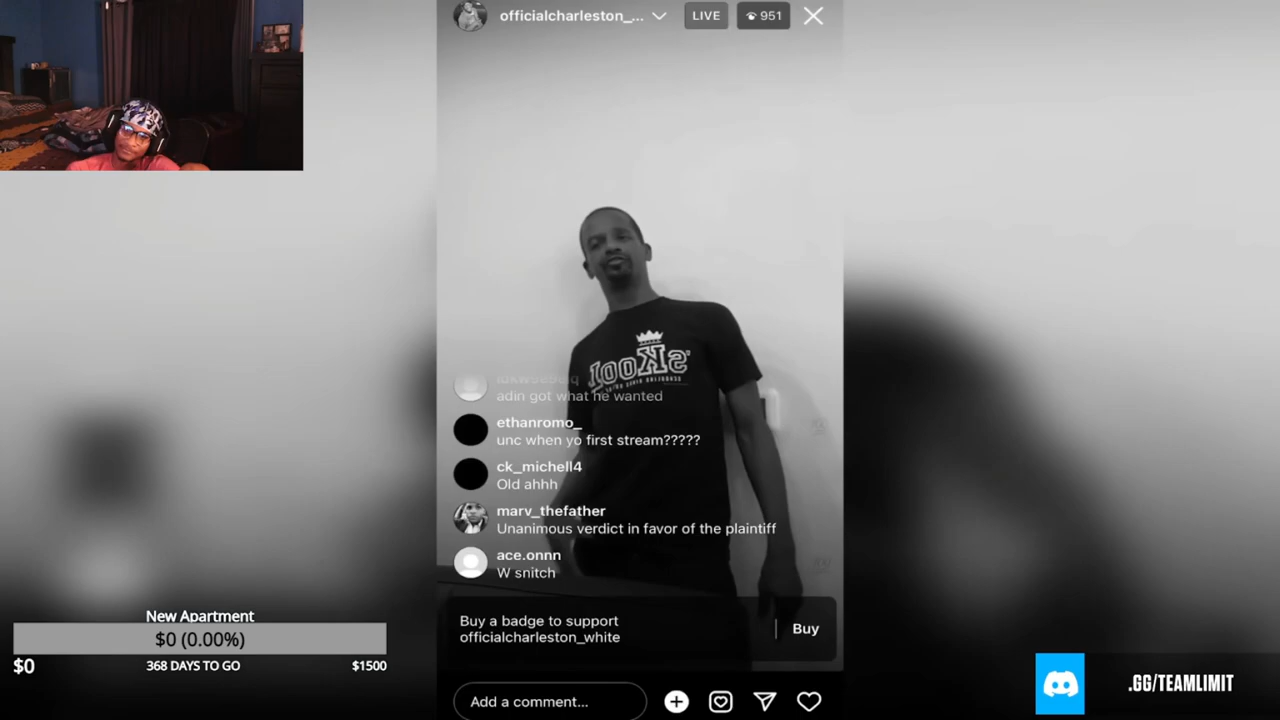 officialcharleston_...
LIVE
951
adin got what he wanted
ethanromo_
unc when yo first stream?????
ck_michell4
Old ahhh
marv_thefather
Unanimous verdict in favor of the plaintiff
ace.onnn
W snitch
Buy a badge to support
officialcharleston_white
Buy
Add a comment...
New Apartment
$0 (0.00%)
$0
368 DAYS TO GO
$1500
.GG/TEAMLIMIT